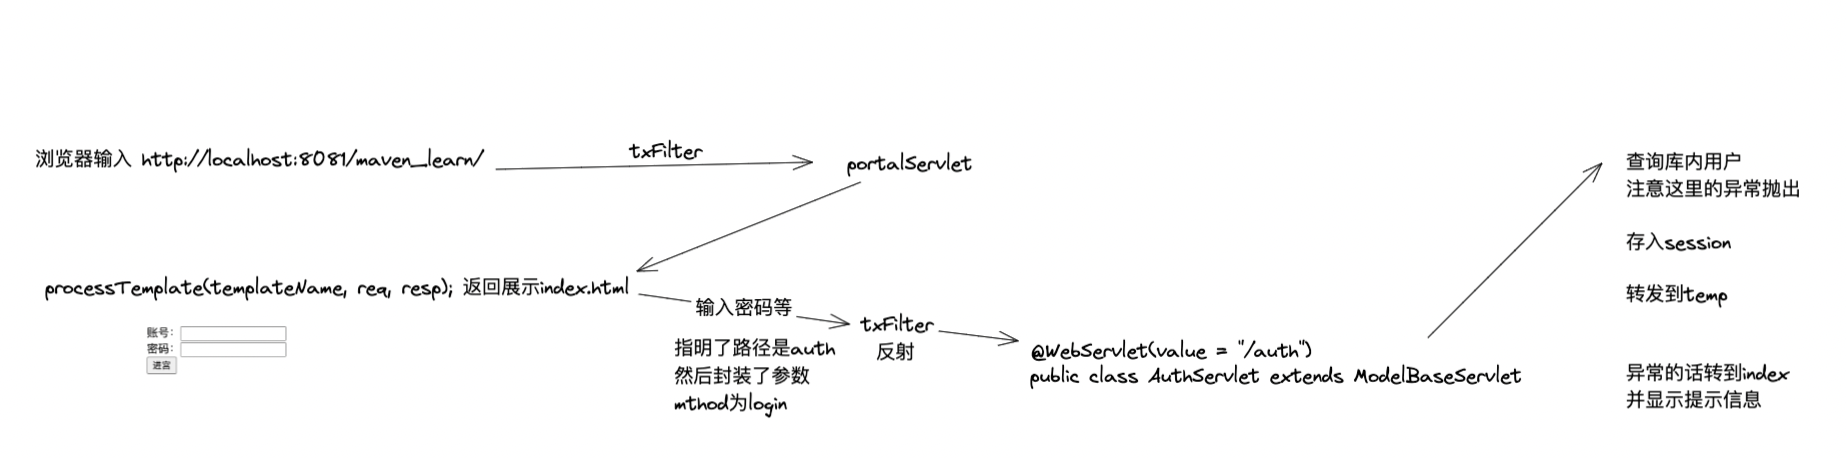 浏览器输入 http://localhost:8081/maven_learn/
txFilter
portalServlet
processTemplate(templateName, req, resp); 返回展示index.html
账号：
密码：
进宫
输入密码等
指明了路径是auth
然后封装了参数
mthod为login
txFilter
反射
@WebServlet(value = "/auth")
public class AuthServlet extends ModelBaseServlet
查询库内用户
注意这里的异常抛出
存入session
转发到temp
异常的话转到index
并显示提示信息